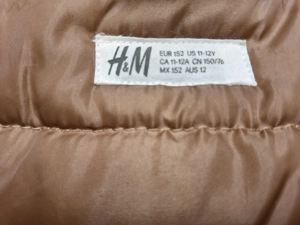 H&M
EUR 152 US 11-12Y
CA 11-12A CN 150/76
MX 152 AUS 12